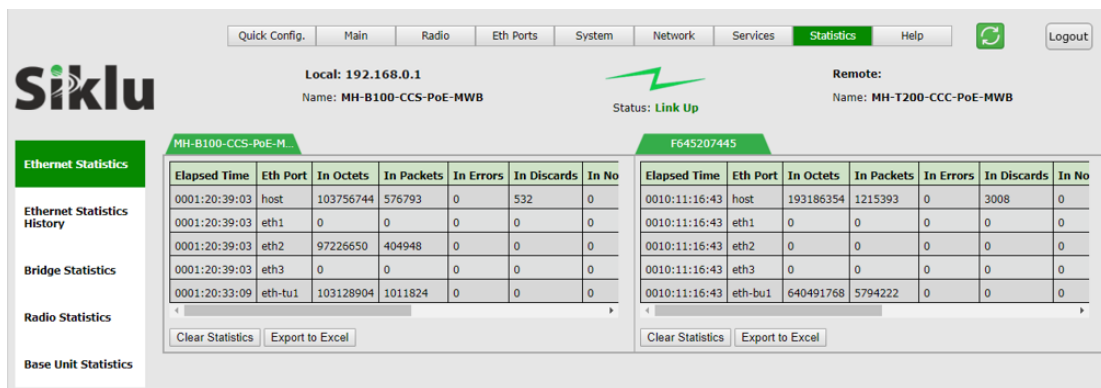 Quick Config. Main Radio Eth Ports System Network Services Statistics Help Logout
Siklu
Local: 192.168.0.1
Name: MH-B100-CCS-PoE-MWB
Status: Link Up
Remote:
Name: MH-T200-CCC-PoE-MWB
Ethernet Statistics
Ethernet Statistics
History
Bridge Statistics
Radio Statistics
Base Unit Statistics
MH-B100-CCS-PoE-M...
Elapsed Time Eth Port In Octets In Packets In Errors In Discards In No
0001:20:39:03 host 103756744 576793 0 532 0
0001:20:39:03 eth1 0 0 0 0 0
0001:20:39:03 eth2 97226650 404948 0 0 0
0001:20:39:03 eth3 0 0 0 0 0
0001:20:33:09 eth-tu1 103128904 1011824 0 0 0
Clear Statistics Export to Excel
F645207445
Elapsed Time Eth Port In Octets In Packets In Errors In Discards In No
0010:11:16:43 host 193186354 1215393 0 3008 0
0010:11:16:43 eth1 0 0 0 0 0
0010:11:16:43 eth2 0 0 0 0 0
0010:11:16:43 eth3 0 0 0 0 0
0010:11:16:43 eth-bu1 640491768 5794222 0 0 0
Clear Statistics Export to Excel